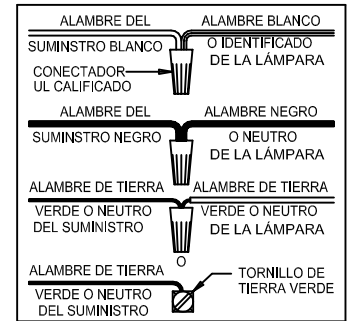 ALAMBRE DEL
SUMINSTRO BLANCO
ALAMBRE BLANCO
O IDENTIFICADO
DE LA LÁMPARA
CONECTADOR
UL CALIFICADO
ALAMBRE DEL
SUMINSTRO NEGRO
ALAMBRE NEGRO
O NEUTRO
DE LA LÁMPARA
ALAMBRE DE TIERRA
VERDE O NEUTRO
DEL SUMINISTRO
ALAMBRE DE TIERRA
VERDE O NEUTRO
DE LA LÁMPARA
O
ALAMBRE DE TIERRA
VERDE O NEUTRO
DEL SUMINISTRO
TORNILLO DE
TIERRA VERDE